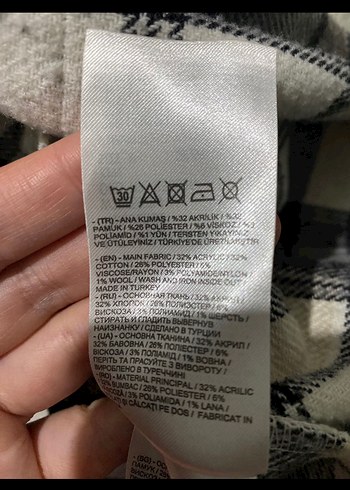 30
- (TR) - ANA KUMAŞ / %32 AKRİLİK / %32
PAMUK / %26 POLİESTER / %6 VİSKOZ / %3
POLİAMİD / %1 YÜN / TERSTEN YIKAYINIZ
VE ÜTÜLEYİNİZ / TÜRKİYE'DE ÜRETİLMİŞTİR
- (EN) - MAIN FABRIC / 32% ACRYLIC / 32%
COTTON / 26% POLYESTER / 6%
VISCOSE/RAYON / 3% POLYAMIDE/NYLON
1% WOOL / WASH AND IRON INSIDE OUT
MADE IN TURKEY
- (RU) - ОСНОВНАЯ ТКАНЬ / 32% АКРИЛ /
32% ХЛОПОК / 26% ПОЛИЭСТЕР / 6%
ВИСКОЗА / 3% ПОЛИАМИД / 1% ШЕРСТЬ /
СТИРАТЬ И ГЛАДИТЬ ВЫВЕРНУВ
НАИЗНАНКУ / СДЕЛАНО В ТУРЦИИ
- (UA) - ОСНОВНА ТКАНИНА / 32% АКРИЛ /
32% БАВОВНА / 26% ПОЛІЕСТЕР / 6%
ВІСКОЗА / 3% ПОЛІАМІД / 1% ВОВНА /
ПЕРІТЬ ТА ПРАСУЙТЕ З ВИВОРОТУ /
ВИРОБЛЕНО В ТУРЕЧЧИНІ
- (RO) - MATERIAL PRINCIPAL / 32% ACRILIC
/ 32% BUMBAC / 26% POLIESTER / 6%
VÂSCOZĂ / 3% POLIAMIDA / 1% LANA /
ȘI CĂLCAȚI PE DOS / FABRICAT IN
- (BG) -
26%